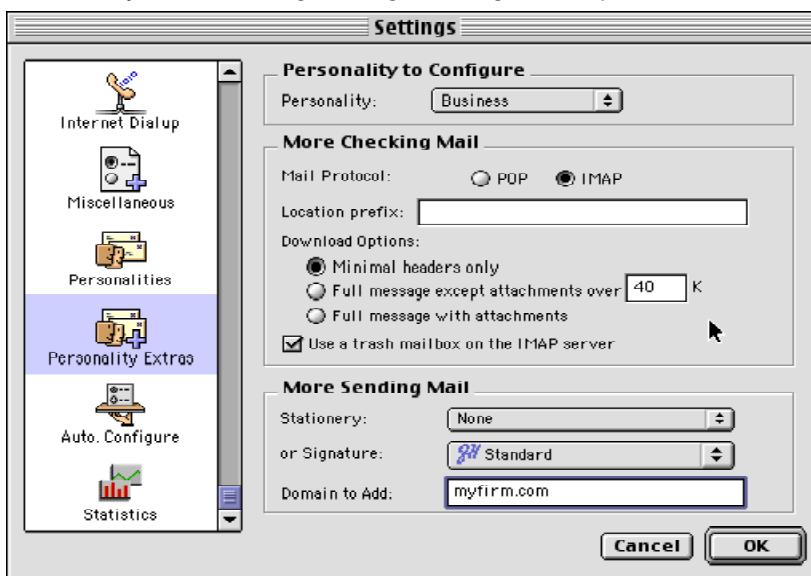 Settings
Internet Dialup
Miscellaneous
Personalities
Personality Extras
Auto. Configure
Statistics
Personality to Configure
Personality: Business
More Checking Mail
Mail Protocol: POP IMAP
Location prefix:
Download Options:
Minimal headers only
Full message except attachments over 40 K
Full message with attachments
Use a trash mailbox on the IMAP server
More Sending Mail
Stationery: None
or Signature: Standard
Domain to Add: myfirm.com
Cancel OK